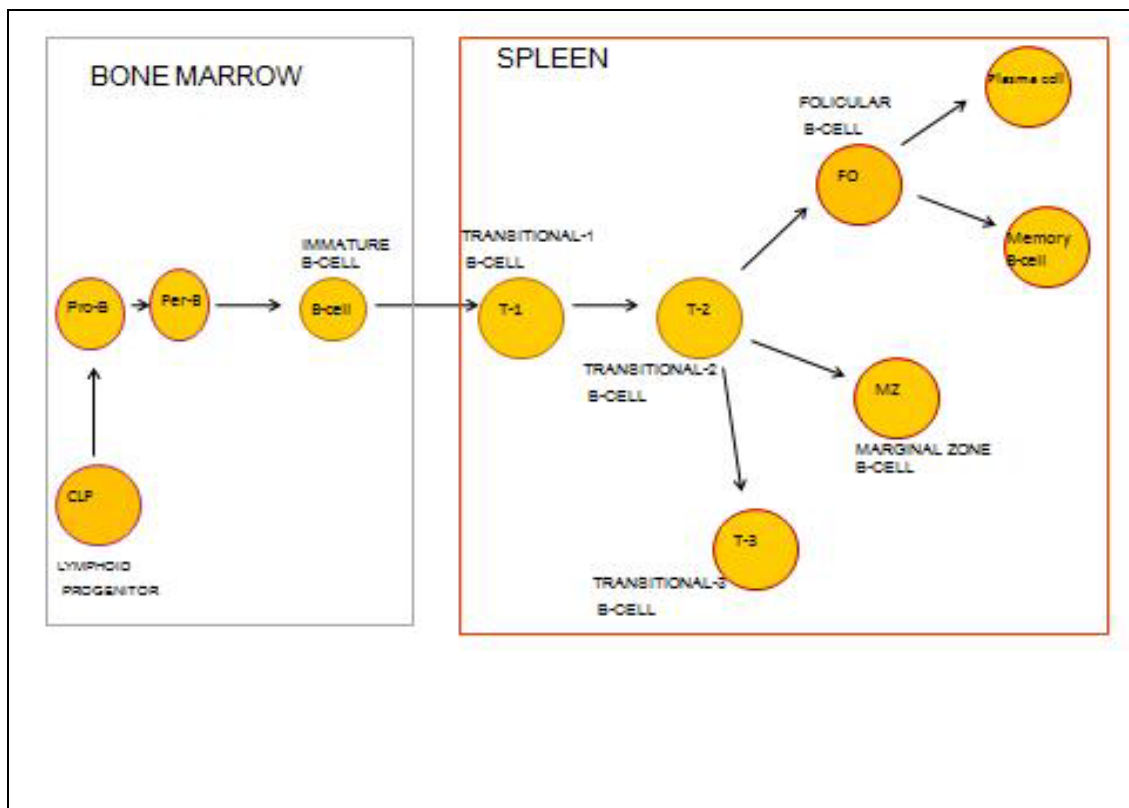 BONE MARROW
SPLEEN
Plasma coll
FOLICULAR
B-CELL
FO
Memory
B-cell
IMMATURE
B-CELL
TRANSITIONAL-1
B-CELL
Pro-B
Per-B
B-cell
T-1
T-2
TRANSITIONAL-2
B-CELL
MZ
MARGINAL ZONE
B-CELL
CLP
LYMPHOID
PROGENITOR
T-3
TRANSITIONAL-3
B-CELL